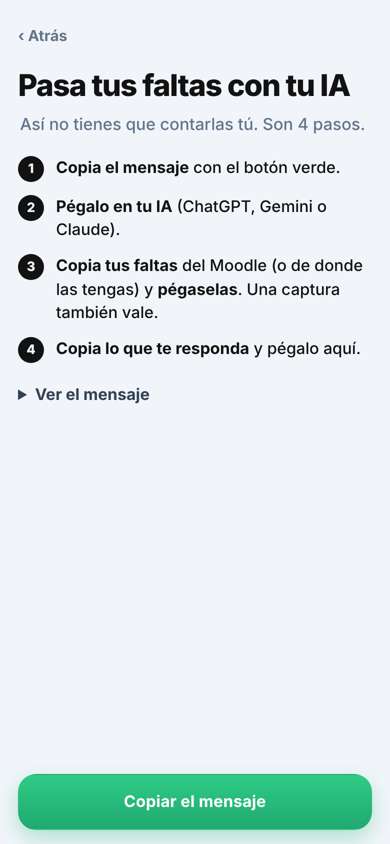 ‹ Atrás
Pasa tus faltas con tu IA
Así no tienes que contarlas tú. Son 4 pasos.
1 Copia el mensaje con el botón verde.
2 Pégalo en tu IA (ChatGPT, Gemini o
Claude).
3 Copia tus faltas del Moodle (o de donde
las tengas) y pégaselas. Una captura
también vale.
4 Copia lo que te responda y pégalo aquí.
▶ Ver el mensaje
Copiar el mensaje